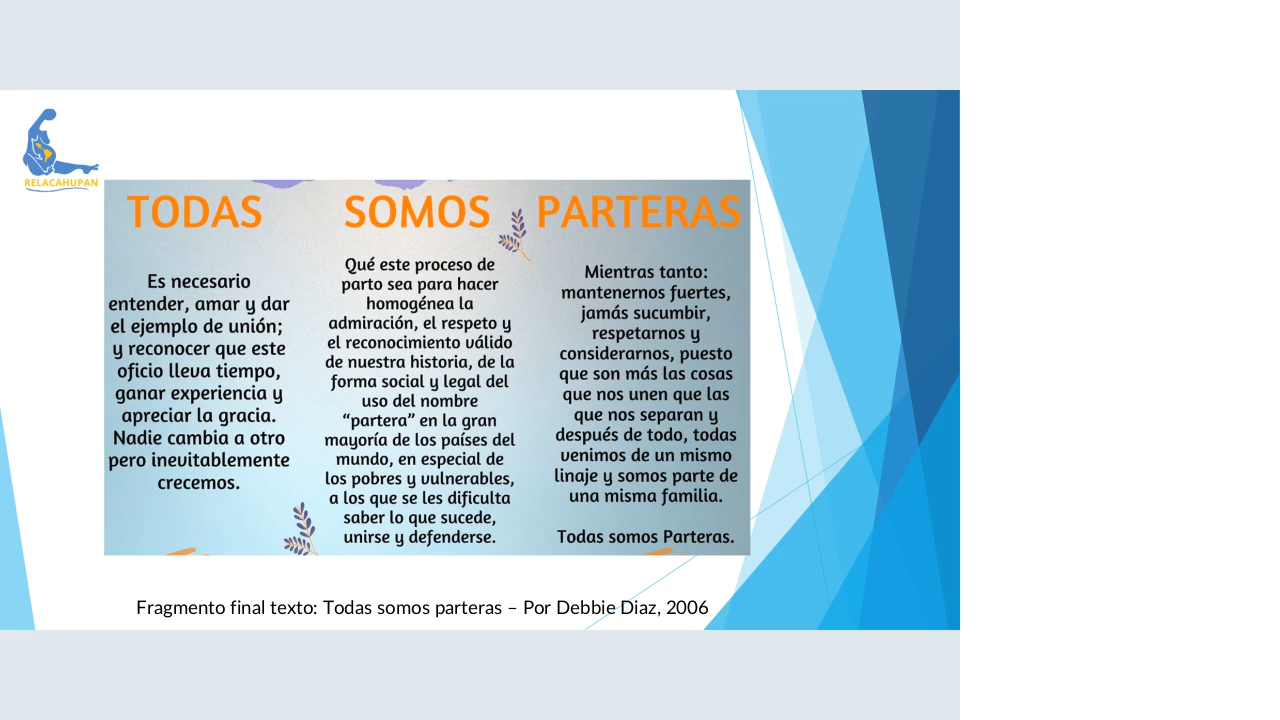 RELACAHUPAN
TODAS SOMOS PARTERAS
Es necesario
entender, amar y dar
el ejemplo de unión;
y reconocer que este
oficio lleva tiempo,
ganar experiencia y
apreciar la gracia.
Nadie cambia a otro
pero inevitablemente
crecemos.
Qué este proceso de
parto sea para hacer
homogénea la
admiración, el respeto y
el reconocimiento válido
de nuestra historia, de la
forma social y legal del
uso del nombre
“partera” en la gran
mayoría de los países del
mundo, en especial de
los pobres y vulnerables,
a los que se les dificulta
saber lo que sucede,
unirse y defenderse.
Mientras tanto:
mantenernos fuertes,
jamás sucumbir,
respetarnos y
considerarnos, puesto
que son más las cosas
que nos unen que las
que nos separan y
después de todo, todas
venimos de un mismo
linaje y somos parte de
una misma familia.
Todas somos Parteras.
Fragmento final texto: Todas somos parteras – Por Debbie Diaz, 2006